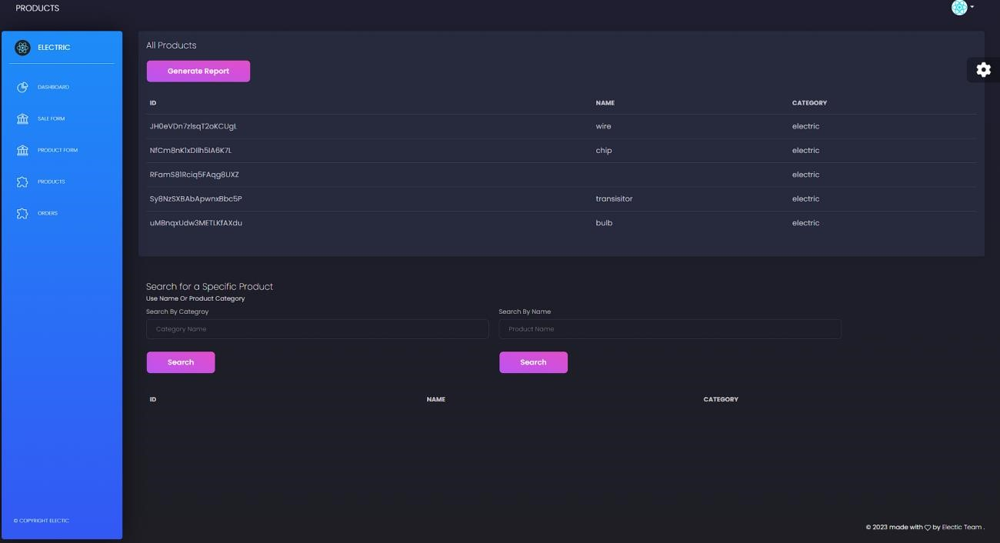 PRODUCTS
ELECTRIC
DASHBOARD
SALE FORM
PRODUCT FORM
PRODUCTS
ORDERS
© COPYRIGHT ELECTIC
All Products
Generate Report
ID NAME CATEGORY
JH0eVDn7zlsqT2oKCUgL wire electric
NfCm8nK1xDIlh5IA6K7L chip electric
RFamS81Rciq5FAqg8UXZ electric
Sy8NzSXBAbApwnxBbc5P transisitor electric
uMBnqxUdw3METLKfAXdu bulb electric
Search for a Specific Product
Use Name Or Product Category
Search By Categroy Search By Name
Category Name Product Name
Search Search
ID NAME CATEGORY
© 2023 made with ♡ by Electic Team .